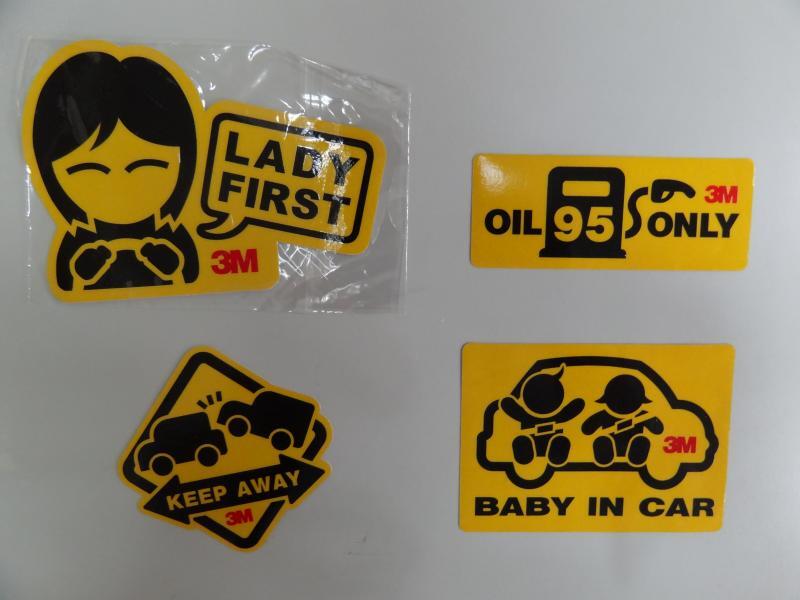 LADY
FIRST
3M
3M
OIL 95 ONLY
KEEP AWAY
3M
3M
BABY IN CAR